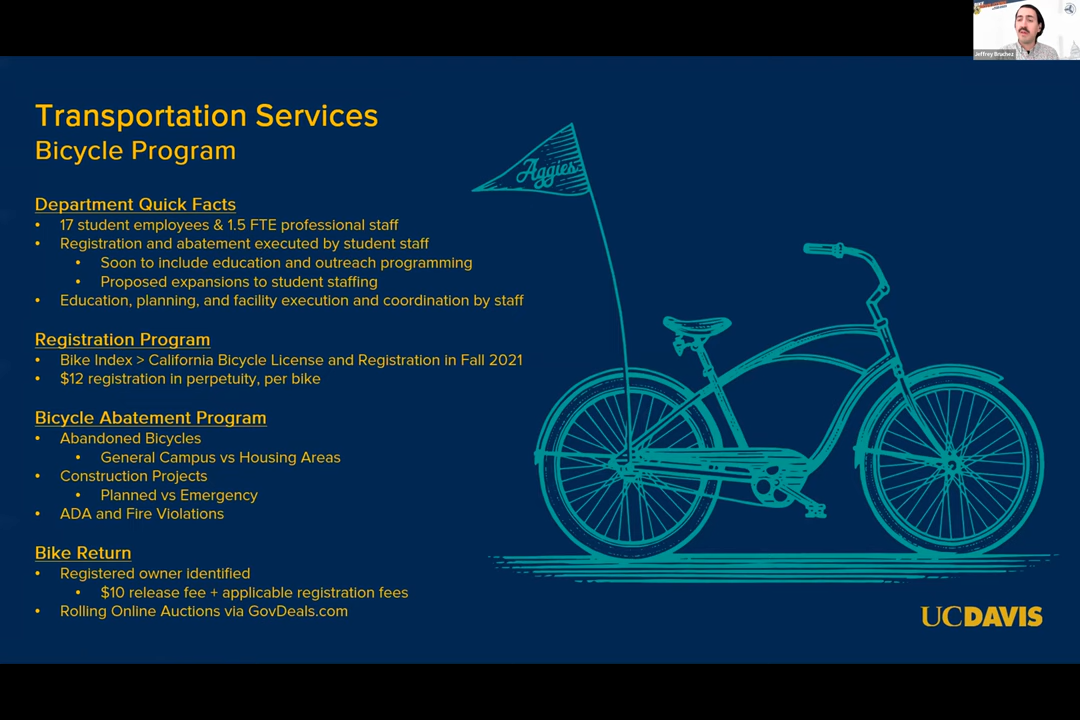 Jeffrey Bruchez
Transportation Services
Bicycle Program
Aggies
Department Quick Facts
• 17 student employees & 1.5 FTE professional staff
• Registration and abatement executed by student staff
• Soon to include education and outreach programming
• Proposed expansions to student staffing
• Education, planning, and facility execution and coordination by staff
Registration Program
• Bike Index > California Bicycle License and Registration in Fall 2021
• $12 registration in perpetuity, per bike
Bicycle Abatement Program
• Abandoned Bicycles
• General Campus vs Housing Areas
• Construction Projects
• Planned vs Emergency
• ADA and Fire Violations
Bike Return
• Registered owner identified
• $10 release fee + applicable registration fees
• Rolling Online Auctions via GovDeals.com
UCDAVIS